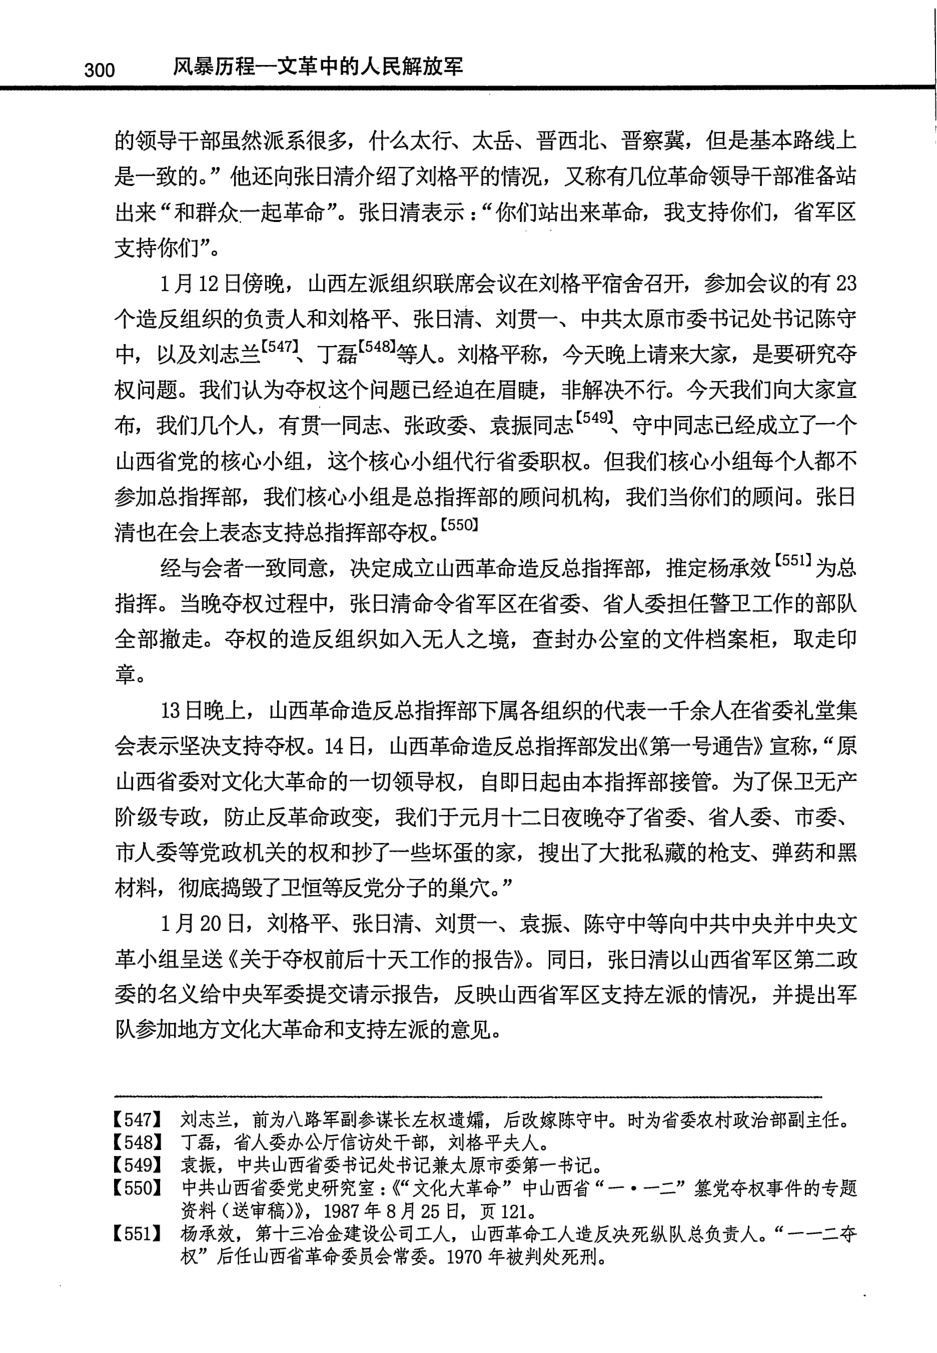 300 风暴历程—文革中的人民解放军
的领导干部虽然派系很多，什么太行、太岳、晋西北、晋察冀，但是基本路线上
是一致的。”他还向张日清介绍了刘格平的情况，又称有几位革命领导干部准备站
出来“和群众一起革命”。张日清表示：“你们站出来革命，我支持你们，省军区
支持你们”。
1月12日傍晚，山西左派组织联席会议在刘格平宿舍召开，参加会议的有23
个造反组织的负责人和刘格平、张日清、刘贯一、中共太原市委书记处书记陈守
中，以及刘志兰【547】、丁磊【548】等人。刘格平称，今天晚上请来大家，是要研究夺
权问题。我们认为夺权这个问题已经迫在眉睫，非解决不行。今天我们向大家宣
布，我们几个人，有贯一同志、张政委、袁振同志【549】、守中同志已经成立了一个
山西省党的核心小组，这个核心小组代行省委职权。但我们核心小组每个人都不
参加总指挥部，我们核心小组是总指挥部的顾问机构，我们当你们的顾问。张日
清也在会上表态支持总指挥部夺权。【550】
经与会者一致同意，决定成立山西革命造反总指挥部，推定杨承效【551】为总
指挥。当晚夺权过程中，张日清命令省军区在省委、省人委担任警卫工作的部队
全部撤走。夺权的造反组织如入无人之境，查封办公室的文件档案柜，取走印
章。
13日晚上，山西革命造反总指挥部下属各组织的代表一千余人在省委礼堂集
会表示坚决支持夺权。14日，山西革命造反总指挥部发出《第一号通告》宣称，“原
山西省委对文化大革命的一切领导权，自即日起由本指挥部接管。为了保卫无产
阶级专政，防止反革命政变，我们于元月十二日夜晚夺了省委、省人委、市委、
市人委等党政机关的权和抄了一些坏蛋的家，搜出了大批私藏的枪支、弹药和黑
材料，彻底捣毁了卫恒等反党分子的巢穴。”
1月20日，刘格平、张日清、刘贯一、袁振、陈守中等向中共中央并中央文
革小组呈送《关于夺权前后十天工作的报告》。同日，张日清以山西省军区第二政
委的名义给中央军委提交请示报告，反映山西省军区支持左派的情况，并提出军
队参加地方文化大革命和支持左派的意见。
【547】 刘志兰，前为八路军副参谋长左权遗孀，后改嫁陈守中。时为省委农村政治部副主任。
【548】 丁磊，省人委办公厅信访处干部，刘格平夫人。
【549】 袁振，中共山西省委书记处书记兼太原市委第一书记。
【550】 中共山西省委党史研究室：《“文化大革命”中山西省“一·一二”篡党夺权事件的专题
资料（送审稿）》，1987年8月25日，页121。
【551】 杨承效，第十三冶金建设公司工人，山西革命工人造反决死纵队总负责人。“一一二夺
权”后任山西省革命委员会常委。1970年被判处死刑。